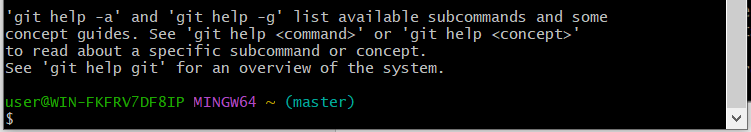 'git help -a' and 'git help -g' list available subcommands and some
concept guides. See 'git help <command>' or 'git help <concept>'
to read about a specific subcommand or concept.
See 'git help git' for an overview of the system.
user@WIN-FKFRV7DF8IP MINGW64 ~ (master)
$